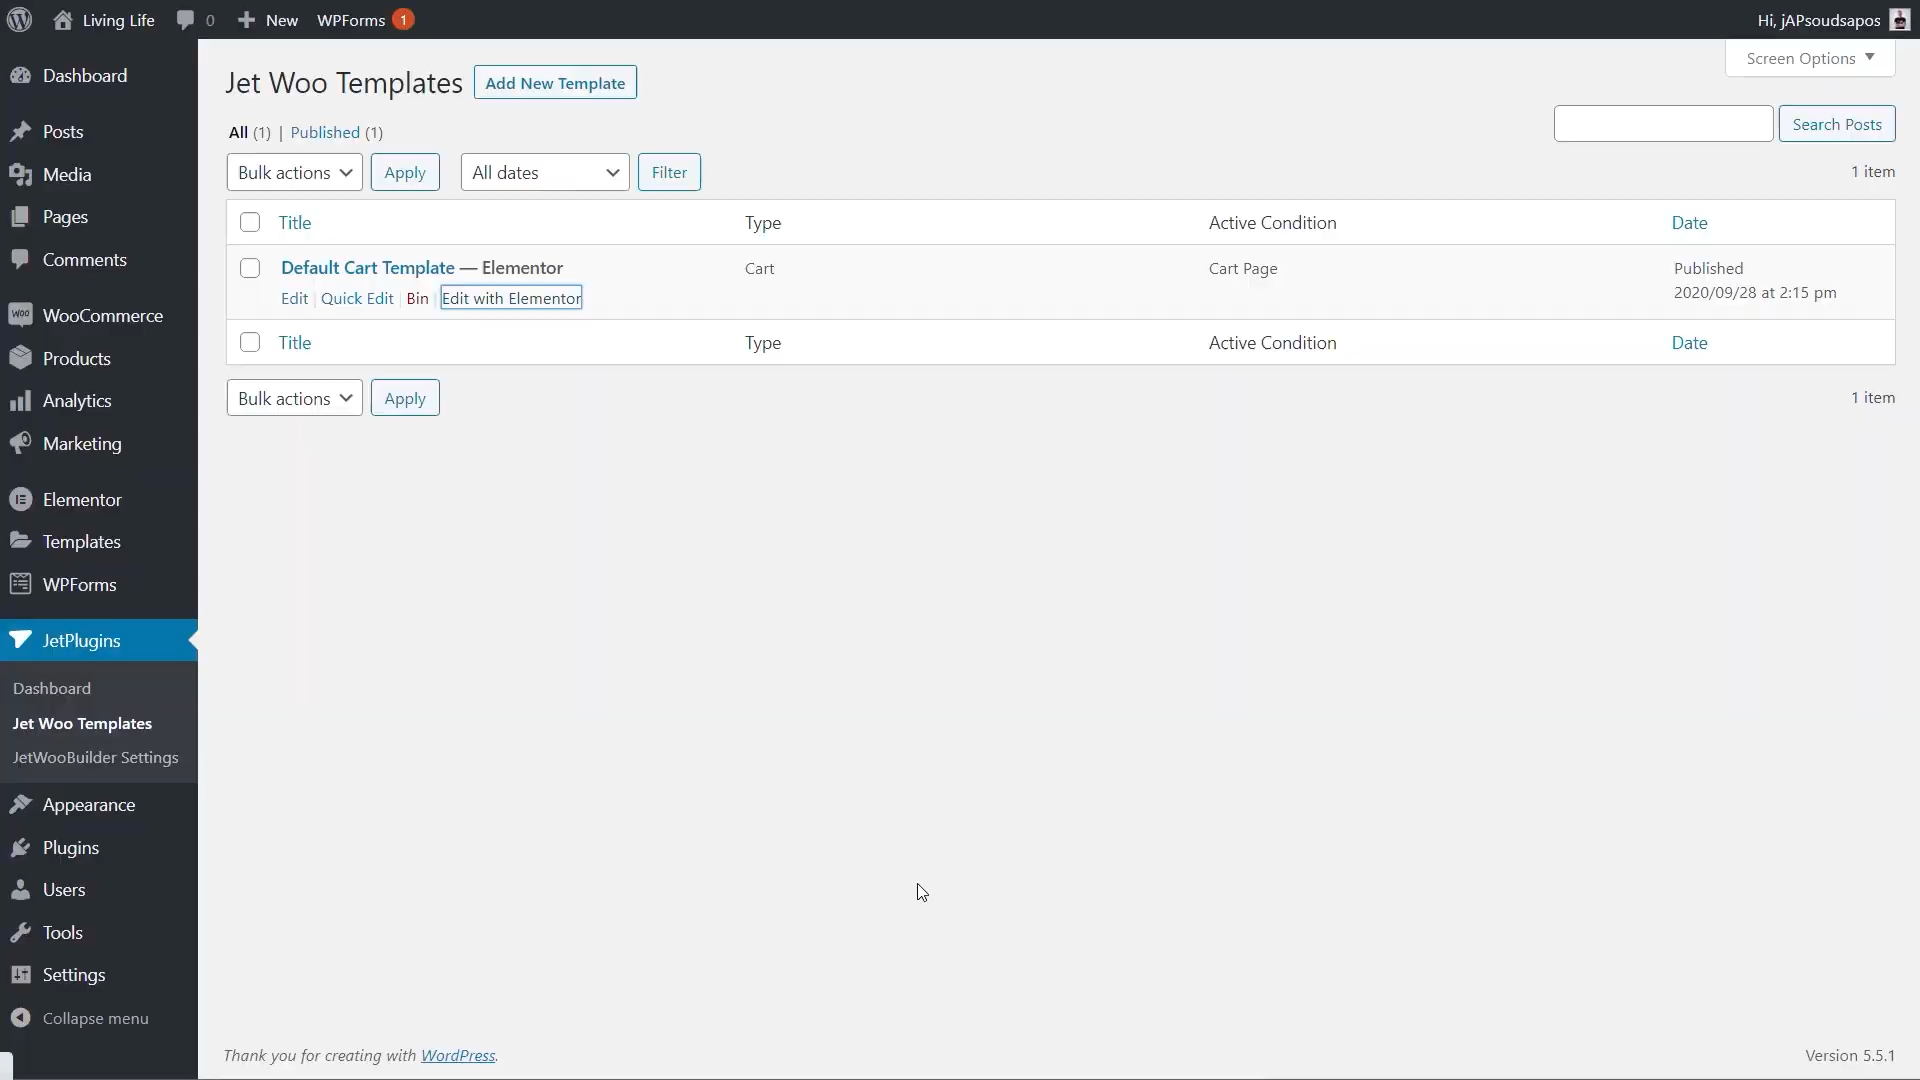 Living Life 0 New WPForms 1 Hi, jAPsoudsapos
Screen Options
Dashboard
Posts
Media
Pages
Comments
WooCommerce
Products
Analytics
Marketing
Elementor
Templates
WPForms
JetPlugins
Dashboard
Jet Woo Templates
JetWooBuilder Settings
Appearance
Plugins
Users
Tools
Settings
Collapse menu
Jet Woo Templates Add New Template
All (1) | Published (1)
Search Posts
Bulk actions Apply All dates Filter 1 item
Title Type Active Condition Date
Default Cart Template — Elementor Cart Cart Page Published
Edit | Quick Edit | Bin | Edit with Elementor 2020/09/28 at 2:15 pm
Title Type Active Condition Date
Bulk actions Apply 1 item
Thank you for creating with WordPress. Version 5.5.1